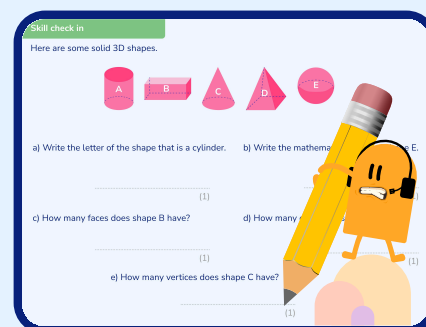 Skill check in
Here are some solid 3D shapes.
A B C D E
a) Write the letter of the shape that is a cylinder. b) Write the E.
(1)
c) How many faces does shape B have? d) How many
(1) (1)
e) How many vertices does shape C have?
(1)